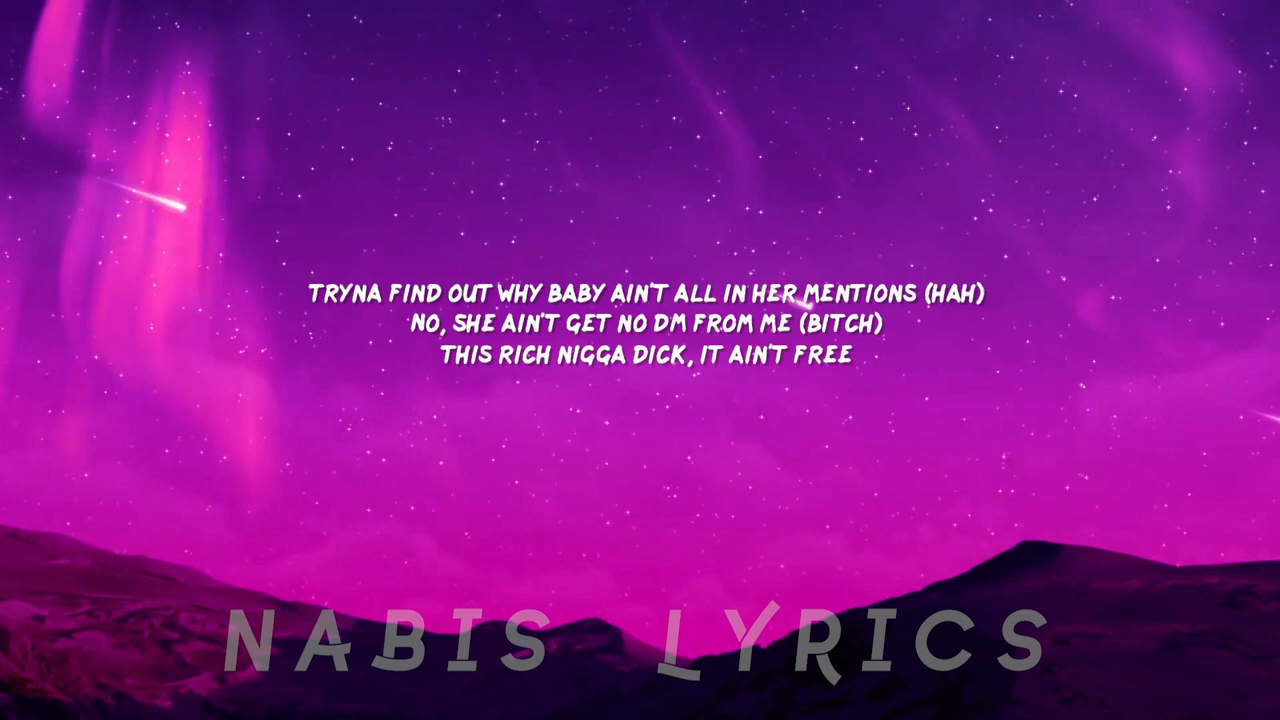 TRYNA FIND OUT WHY BABY AIN'T ALL IN HER MENTIONS (HAH)
NO, SHE AIN'T GET NO DM FROM ME (BITCH)
THIS RICH NIGGA DICK, IT AIN'T FREE
NABIS LYRICS